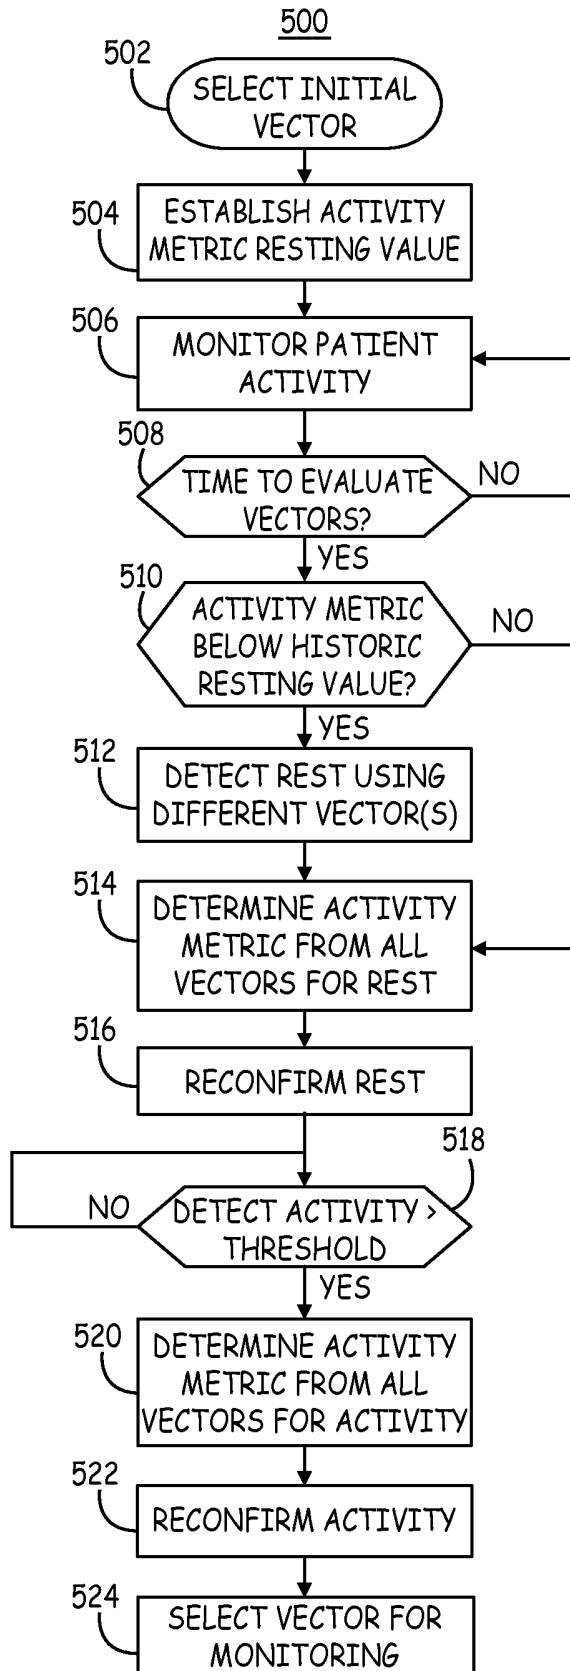 500
502
SELECT INITIAL
VECTOR
504
ESTABLISH ACTIVITY
METRIC RESTING VALUE
506
MONITOR PATIENT
ACTIVITY
508
TIME TO EVALUATE
VECTORS?
NO
YES
510
ACTIVITY METRIC
BELOW HISTORIC
RESTING VALUE?
NO
YES
512
DETECT REST USING
DIFFERENT VECTOR(S)
514
DETERMINE ACTIVITY
METRIC FROM ALL
VECTORS FOR REST
516
RECONFIRM REST
518
DETECT ACTIVITY >
THRESHOLD
NO
YES
520
DETERMINE ACTIVITY
METRIC FROM ALL
VECTORS FOR ACTIVITY
522
RECONFIRM ACTIVITY
524
SELECT VECTOR FOR
MONITORING